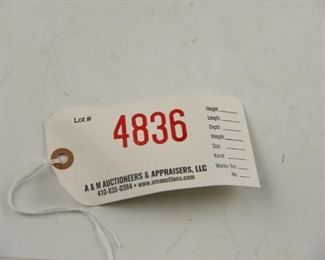 Lot #
4836
Height
Length
Depth
Weight
Size
Karat
Works Yes
No
A & M AUCTIONEERS & APPRAISERS, LLC
410-835-0384 • www.amauctions.com